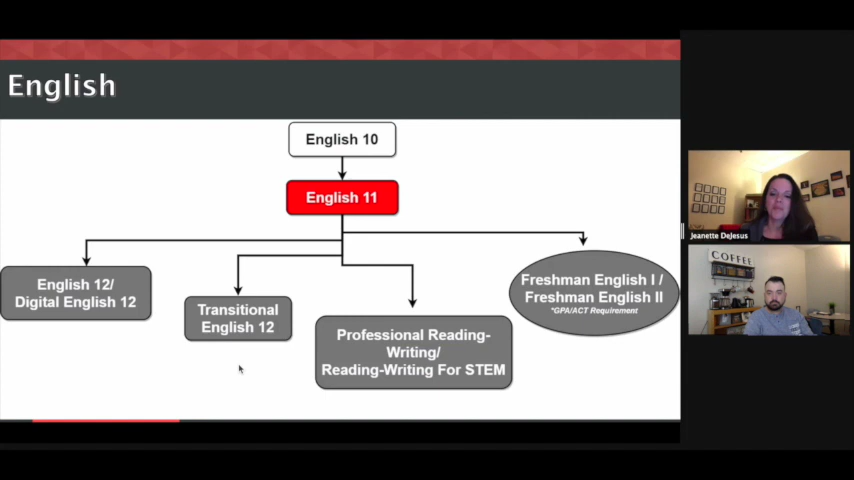 English
English 10
English 11
English 12/
Digital English 12
Transitional
English 12
Professional Reading-
Writing/
Reading-Writing For STEM
Freshman English I /
Freshman English II
*GPA/ACT Requirement
Jeanette DeJesus
COFFEE